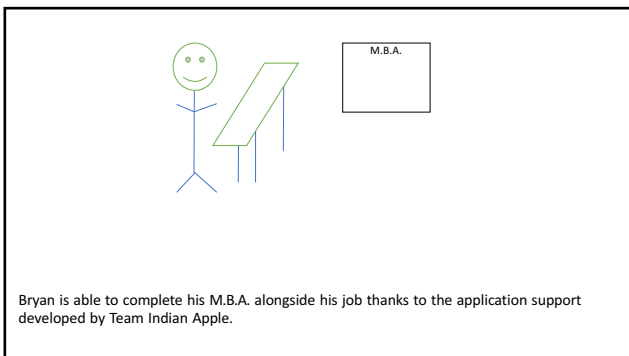 M.B.A.
Bryan is able to complete his M.B.A. alongside his job thanks to the application support
developed by Team Indian Apple.